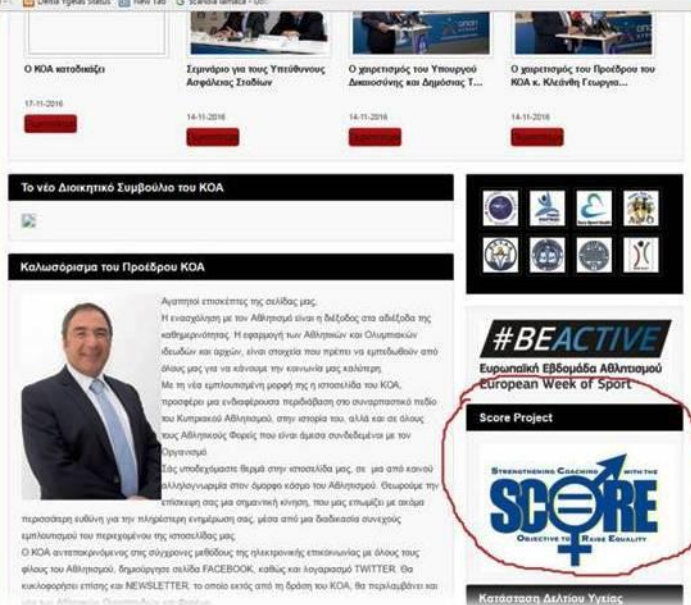 Delta Ygeias Status New Tab
Ο ΚΟΑ καταδικάζει
17-11-2016
Σεμινάριο για τους Υπεύθυνους
Ασφάλειας Σταδίων
14-11-2016
Ο χαιρετισμός του Υπουργού
Δικαιοσύνης και Δημόσιας Τ...
14-11-2016
Ο χαιρετισμός του Προέδρου του
ΚΟΑ κ. Κλεάνθη Γεωργια...
14-11-2016
Το νέο Διοικητικό Συμβούλιο του ΚΟΑ
Καλωσόρισμα του Προέδρου ΚΟΑ
Αγαπητοί επισκέπτες της σελίδας μας,
Η ενασχόληση με τον Αθλητισμό είναι η διέξοδος στα αδιέξοδα της
καθημερινότητας. Η εφαρμογή των Αθλητικών και Ολυμπιακών
ιδεωδών και αρχών, είναι στοιχεία που πρέπει να εμπεδωθούν από
όλους μας για να κάνουμε την κοινωνία μας καλύτερη.
Με τη νέα εμπλουτισμένη μορφή της η ιστοσελίδα του ΚΟΑ,
προσφέρει μια ενδιαφέρουσα περιδιάβαση στο συναρπαστικό πεδίο
του Κυπριακού Αθλητισμού, στην ιστορία του, αλλά και σε όλους
τους Αθλητικούς Φορείς που είναι άμεσα συνδεδεμένοι με τον
Οργανισμό.
Σάς υποδεχόμαστε θερμά στην ιστοσελίδα μας, σε μια από κοινού
αλληλογνωριμία στον όμορφο κόσμο του Αθλητισμού. Θεωρούμε την
επίσκεψη σας μια σημαντική κίνηση, που μας επωμίζει με ακόμα
περισσότερη ευθύνη για την πληρέστερη ενημέρωση σας, μέσα από μια διαδικασία συνεχούς
εμπλουτισμού του περιεχομένου της ιστοσελίδας μας.
Ο ΚΟΑ ανταποκρινόμενος στις σύγχρονες μεθόδους της ηλεκτρονικής επικοινωνίας με όλους τους
φίλους του Αθλητισμού, δημιούργησε σελίδα FACEBOOK, καθώς και λογαριασμό TWITTER. Θα
κυκλοφορήσει επίσης και NEWSLETTER, το οποίο εκτός από τη δράση του ΚΟΑ, θα περιλαμβάνει και
#BEACTIVE
Ευρωπαϊκή Εβδομάδα Αθλητισμού
European Week of Sport
Score Project
STRENGTHENING COACHING WITH THE
SCORE
OBJECTIVE TO RAISE EQUALITY
Κατάσταση Δελτίου Υγείας